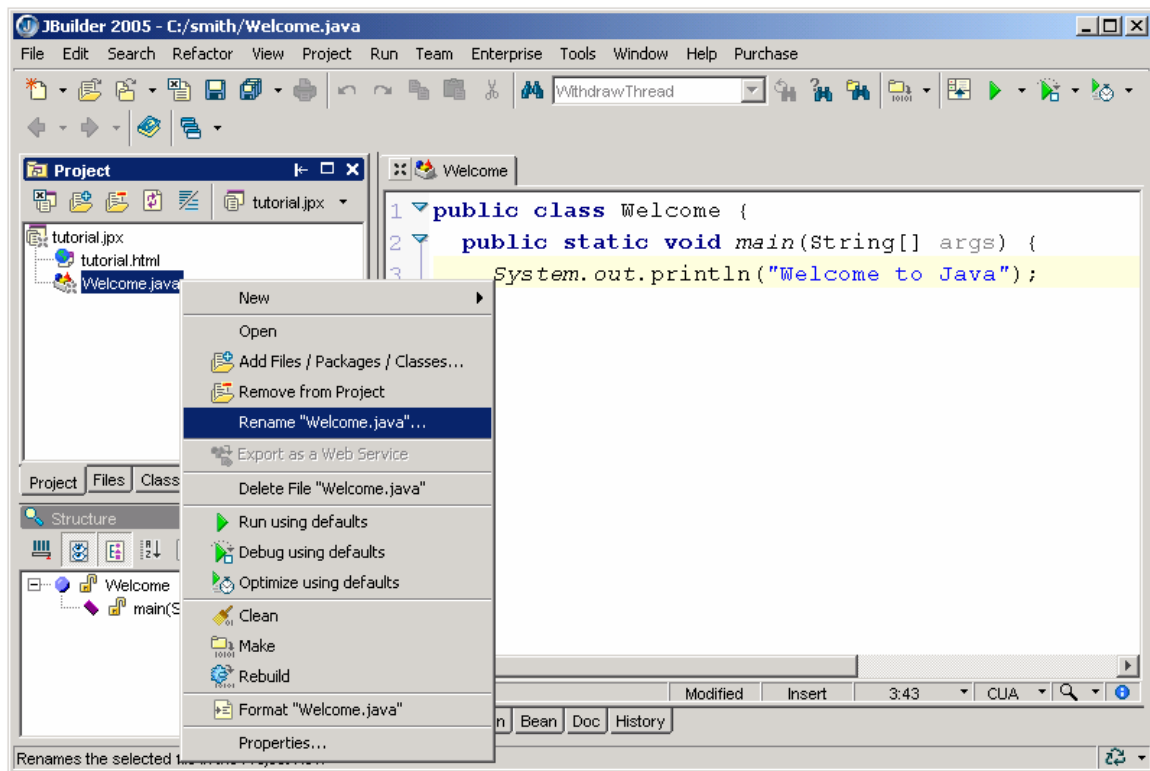 JBuilder 2005 - C:/smith/Welcome.java
File Edit Search Refactor View Project Run Team Enterprise Tools Window Help Purchase
WithdrawThread
Project
Welcome
tutorial.jpx
1 public class Welcome {
tutorial.jpx
2 public static void main(String[] args) {
tutorial.html
3 System.out.println("Welcome to Java");
Welcome.java
New
Open
Add Files / Packages / Classes...
Remove from Project
Rename "Welcome.java"...
Export as a Web Service
Project Files Class
Delete File "Welcome.java"
Structure
Run using defaults
Debug using defaults
Optimize using defaults
Welcome
main(S
Clean
Make
Rebuild
Modified Insert 3:43 CUA
Format "Welcome.java"
n Bean Doc History
Properties...
Renames the selected